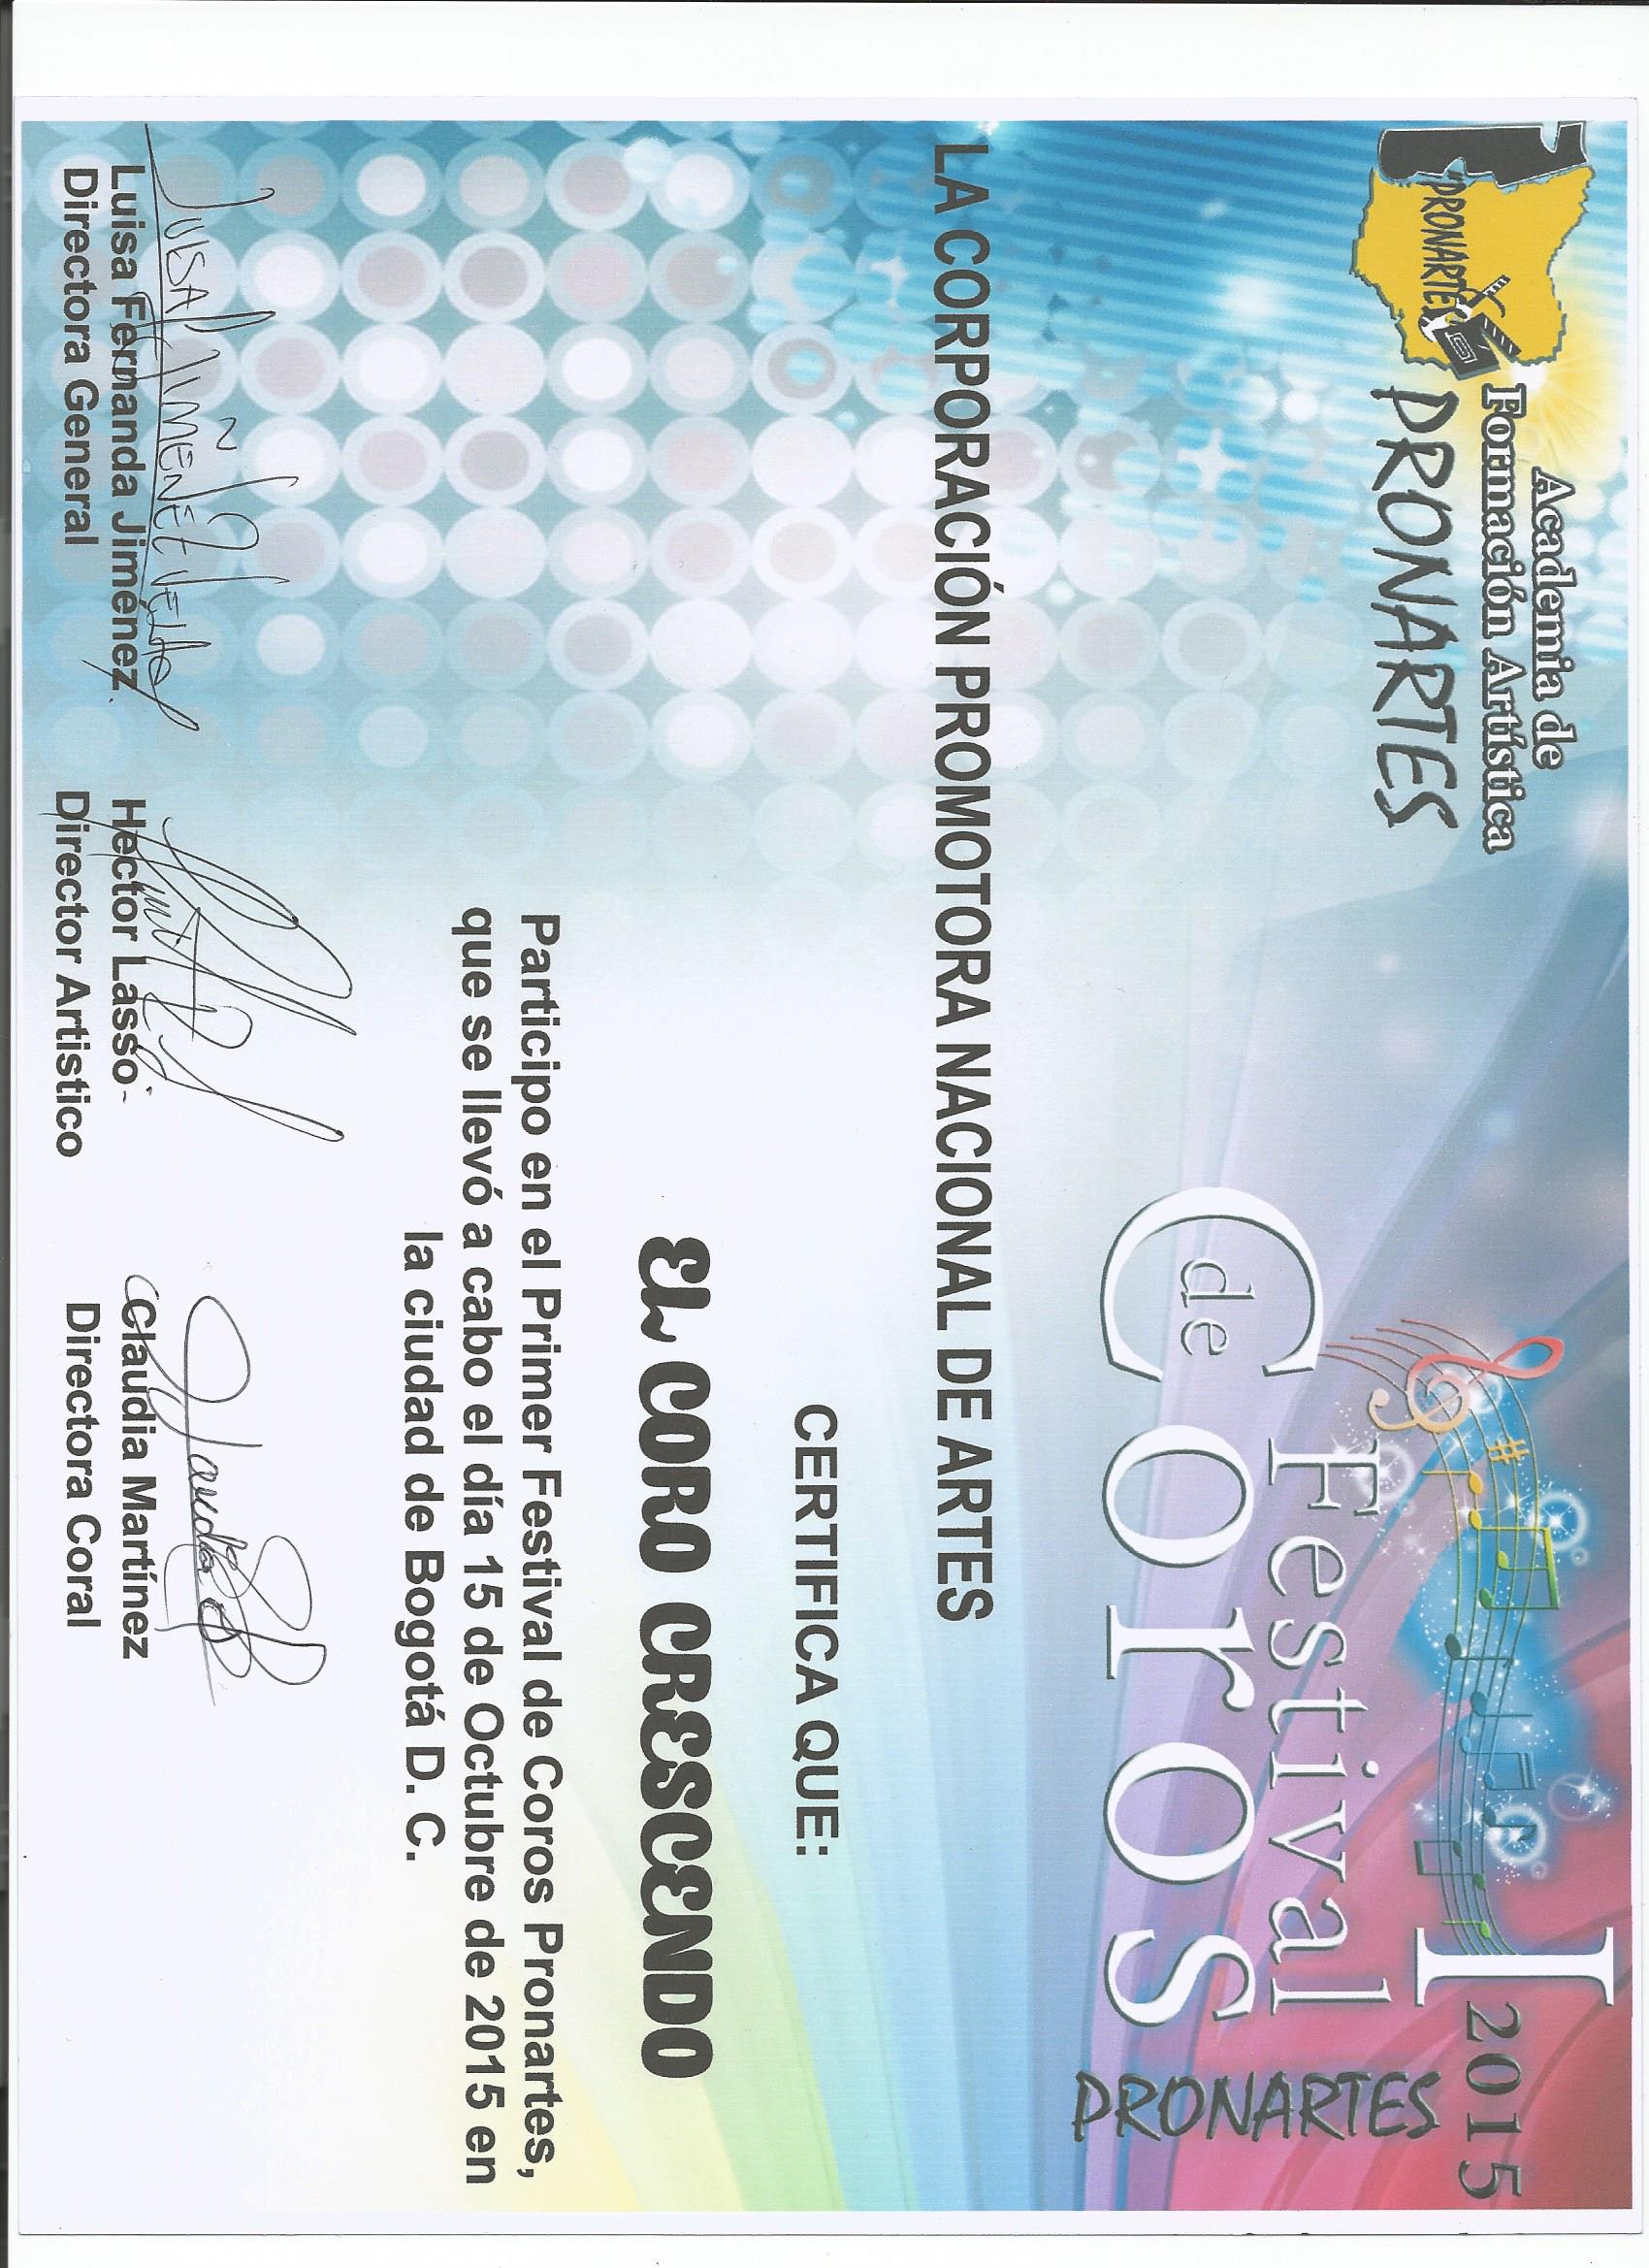 Academia de
Formación Artística
PRONARTES
PRONARTES
I
2015
Festival
de
Coros
PRONARTES
LA CORPORACIÓN PROMOTORA NACIONAL DE ARTES
CERTIFICA QUE:
EL CORO CRESCENDO
Participo en el Primer Festival de Coros Pronartes,
que se llevó a cabo el día 15 de Octubre de 2015 en
la ciudad de Bogotá D. C.
LUISA F. JIMÉÑEZ
Luisa Fernanda Jiménez
Directora General
Hector Lasso
Director Artistico
Claudia
Claudia Martínez
Directora Coral